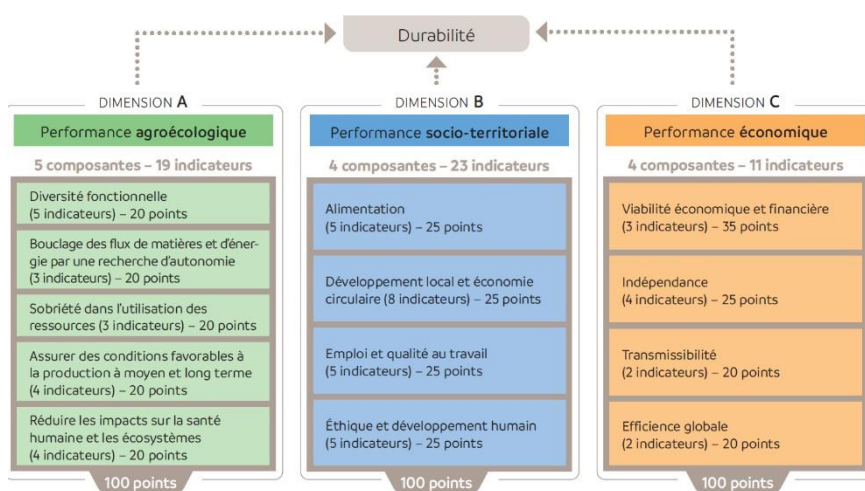 Durabilité
DIMENSION A
Performance agroécologique
5 composantes – 19 indicateurs
Diversité fonctionnelle
(5 indicateurs) – 20 points
Bouclage des flux de matières et d'éner-
gie par une recherche d'autonomie
(3 indicateurs) – 20 points
Sobriété dans l'utilisation des
ressources (3 indicateurs) – 20 points
Assurer des conditions favorables à
la production à moyen et long terme
(4 indicateurs) – 20 points
Réduire les impacts sur la santé
humaine et les écosystèmes
(4 indicateurs) – 20 points
100 points
DIMENSION B
Performance socio-territoriale
4 composantes – 23 indicateurs
Alimentation
(5 indicateurs) – 25 points
Développement local et économie
circulaire (8 indicateurs) – 25 points
Emploi et qualité au travail
(5 indicateurs) – 25 points
Éthique et développement humain
(5 indicateurs) – 25 points
100 points
DIMENSION C
Performance économique
4 composantes – 11 indicateurs
Viabilité économique et financière
(3 indicateurs) – 35 points
Indépendance
(4 indicateurs) – 25 points
Transmissibilité
(2 indicateurs) – 20 points
Efficience globale
(2 indicateurs) – 20 points
100 points